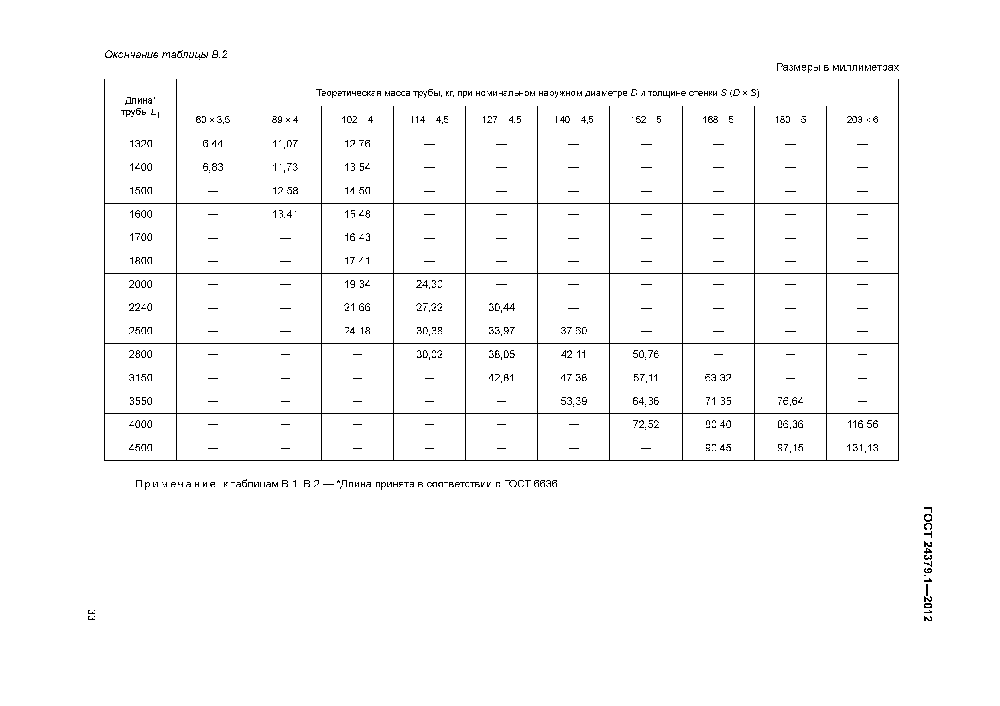 Окончание таблицы В.2
Размеры в миллиметрах
Длина* трубы L1
Теоретическая масса трубы, кг, при номинальном наружном диаметре D и толщине стенки S (D × S)
60 × 3,5 89 × 4 102 × 4 114 × 4,5 127 × 4,5 140 × 4,5 152 × 5 168 × 5 180 × 5 203 × 6
1320 6,44 11,07 12,76 — — — — — — —
1400 6,83 11,73 13,54 — — — — — — —
1500 — 12,58 14,50 — — — — — — —
1600 — 13,41 15,48 — — — — — — —
1700 — — 16,43 — — — — — — —
1800 — — 17,41 — — — — — — —
2000 — — 19,34 24,30 — — — — — —
2240 — — 21,66 27,22 30,44 — — — — —
2500 — — 24,18 30,38 33,97 37,60 — — — —
2800 — — — 30,02 38,05 42,11 50,76 — — —
3150 — — — — 42,81 47,38 57,11 63,32 — —
3550 — — — — — 53,39 64,36 71,35 76,64 —
4000 — — — — — — 72,52 80,40 86,36 116,56
4500 — — — — — — — 90,45 97,15 131,13
Примечание к таблицам В.1, В.2 — *Длина принята в соответствии с ГОСТ 6636.
ГОСТ 24379.1—2012
33